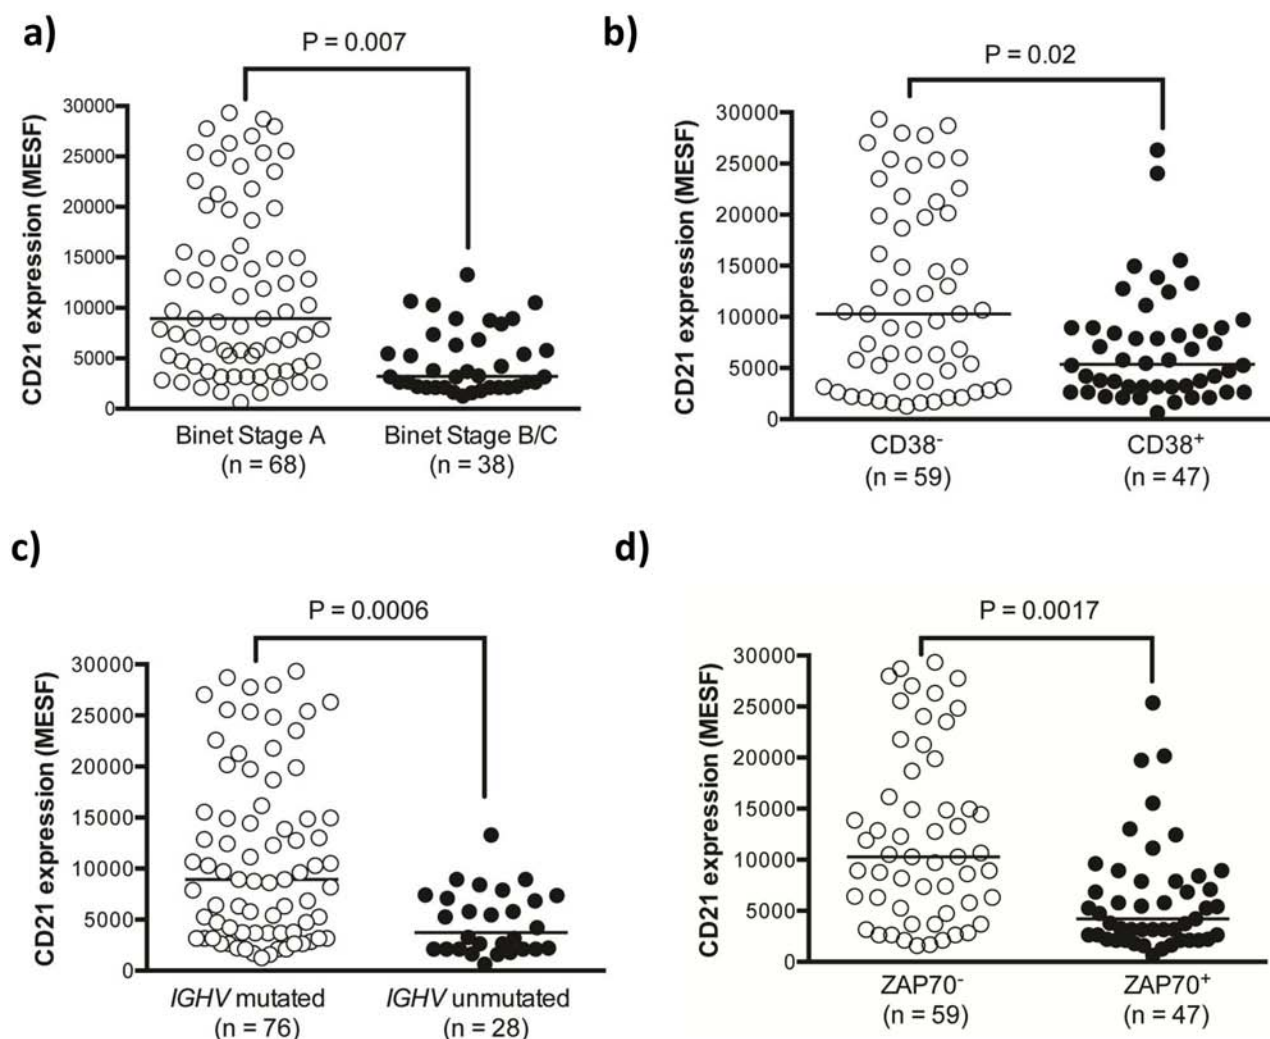 a)
P = 0.007
CD21 expression (MESF)
30000
25000
20000
15000
10000
5000
0
Binet Stage A
(n = 68)
Binet Stage B/C
(n = 38)
b)
P = 0.02
CD21 expression (MESF)
30000
25000
20000
15000
10000
5000
0
CD38⁻
(n = 59)
CD38⁺
(n = 47)
c)
P = 0.0006
CD21 expression (MESF)
30000
25000
20000
15000
10000
5000
0
IGHV mutated
(n = 76)
IGHV unmutated
(n = 28)
d)
P = 0.0017
CD21 expression (MESF)
30000
25000
20000
15000
10000
5000
0
ZAP70⁻
(n = 59)
ZAP70⁺
(n = 47)